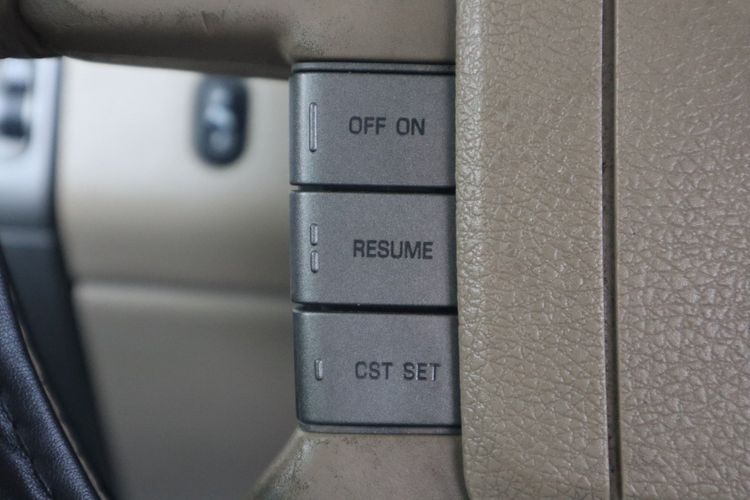 OFF ON
RESUME
CST SET